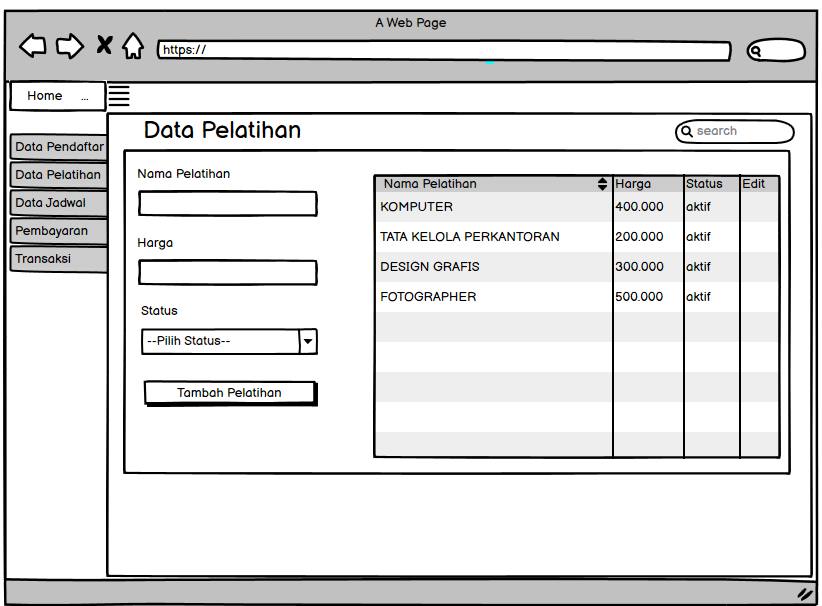 A Web Page
https://
Home ...
Data Pendaftar
Data Pelatihan
Data Jadwal
Pembayaran
Transaksi
Data Pelatihan
search
Nama Pelatihan
Harga
Status
--Pilih Status--
Tambah Pelatihan
Nama Pelatihan Harga Status Edit
KOMPUTER 400.000 aktif
TATA KELOLA PERKANTORAN 200.000 aktif
DESIGN GRAFIS 300.000 aktif
FOTOGRAPHER 500.000 aktif